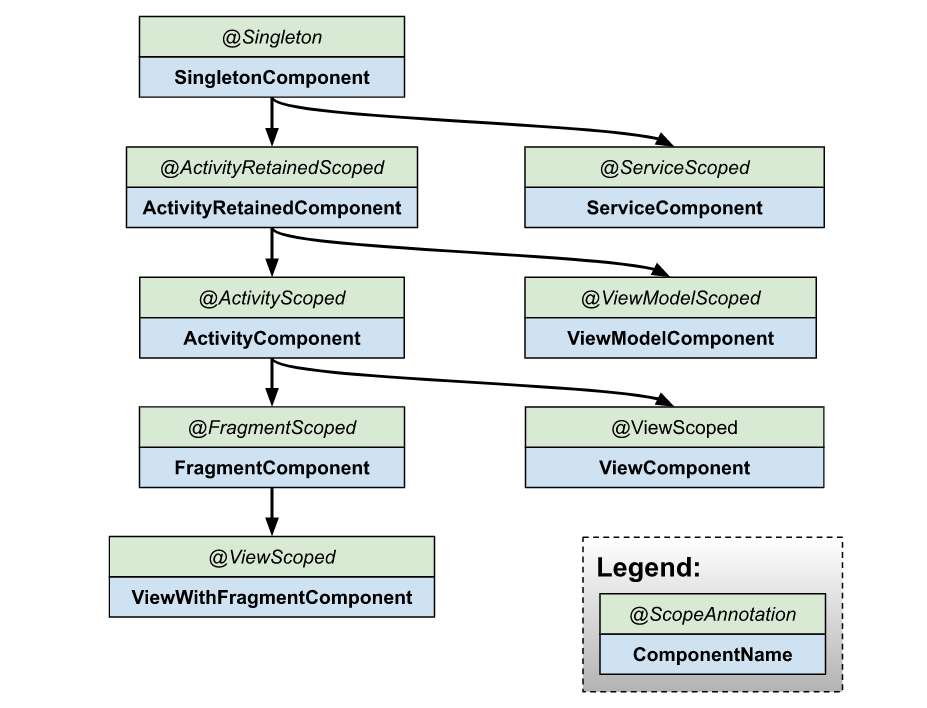 @Singleton
SingletonComponent
@ActivityRetainedScoped
ActivityRetainedComponent
@ServiceScoped
ServiceComponent
@ActivityScoped
ActivityComponent
@ViewModelScoped
ViewModelComponent
@FragmentScoped
FragmentComponent
@ViewScoped
ViewComponent
@ViewScoped
ViewWithFragmentComponent
Legend:
@ScopeAnnotation
ComponentName